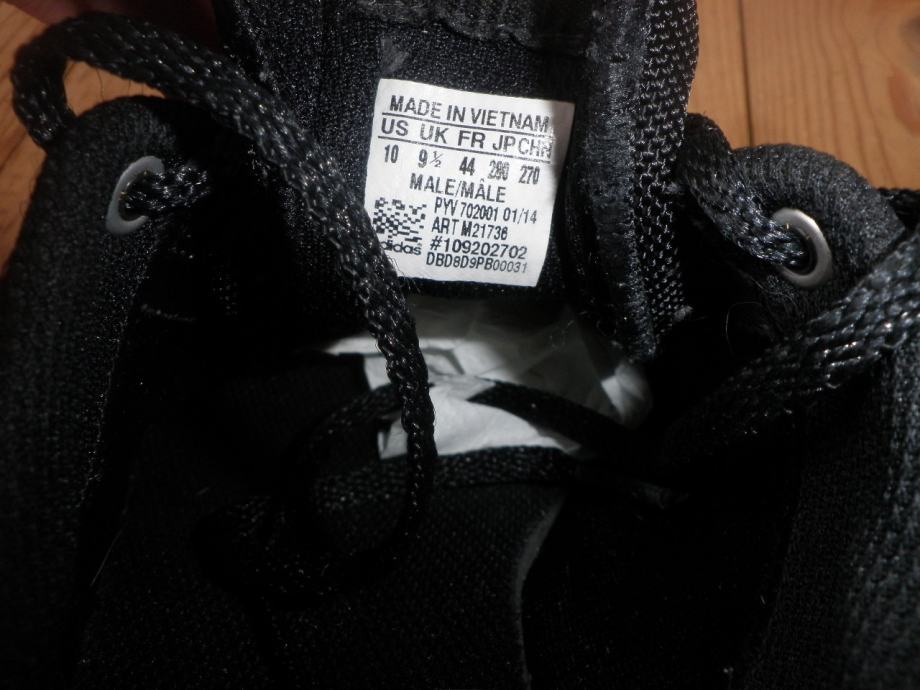 MADE IN VIETNAM
US UK FR JP CHN
10 9½ 44 280 270
MALE/MÂLE
PYV 702001 01/14
ART M21736
adidas #109202702
DBD8D9PB00031